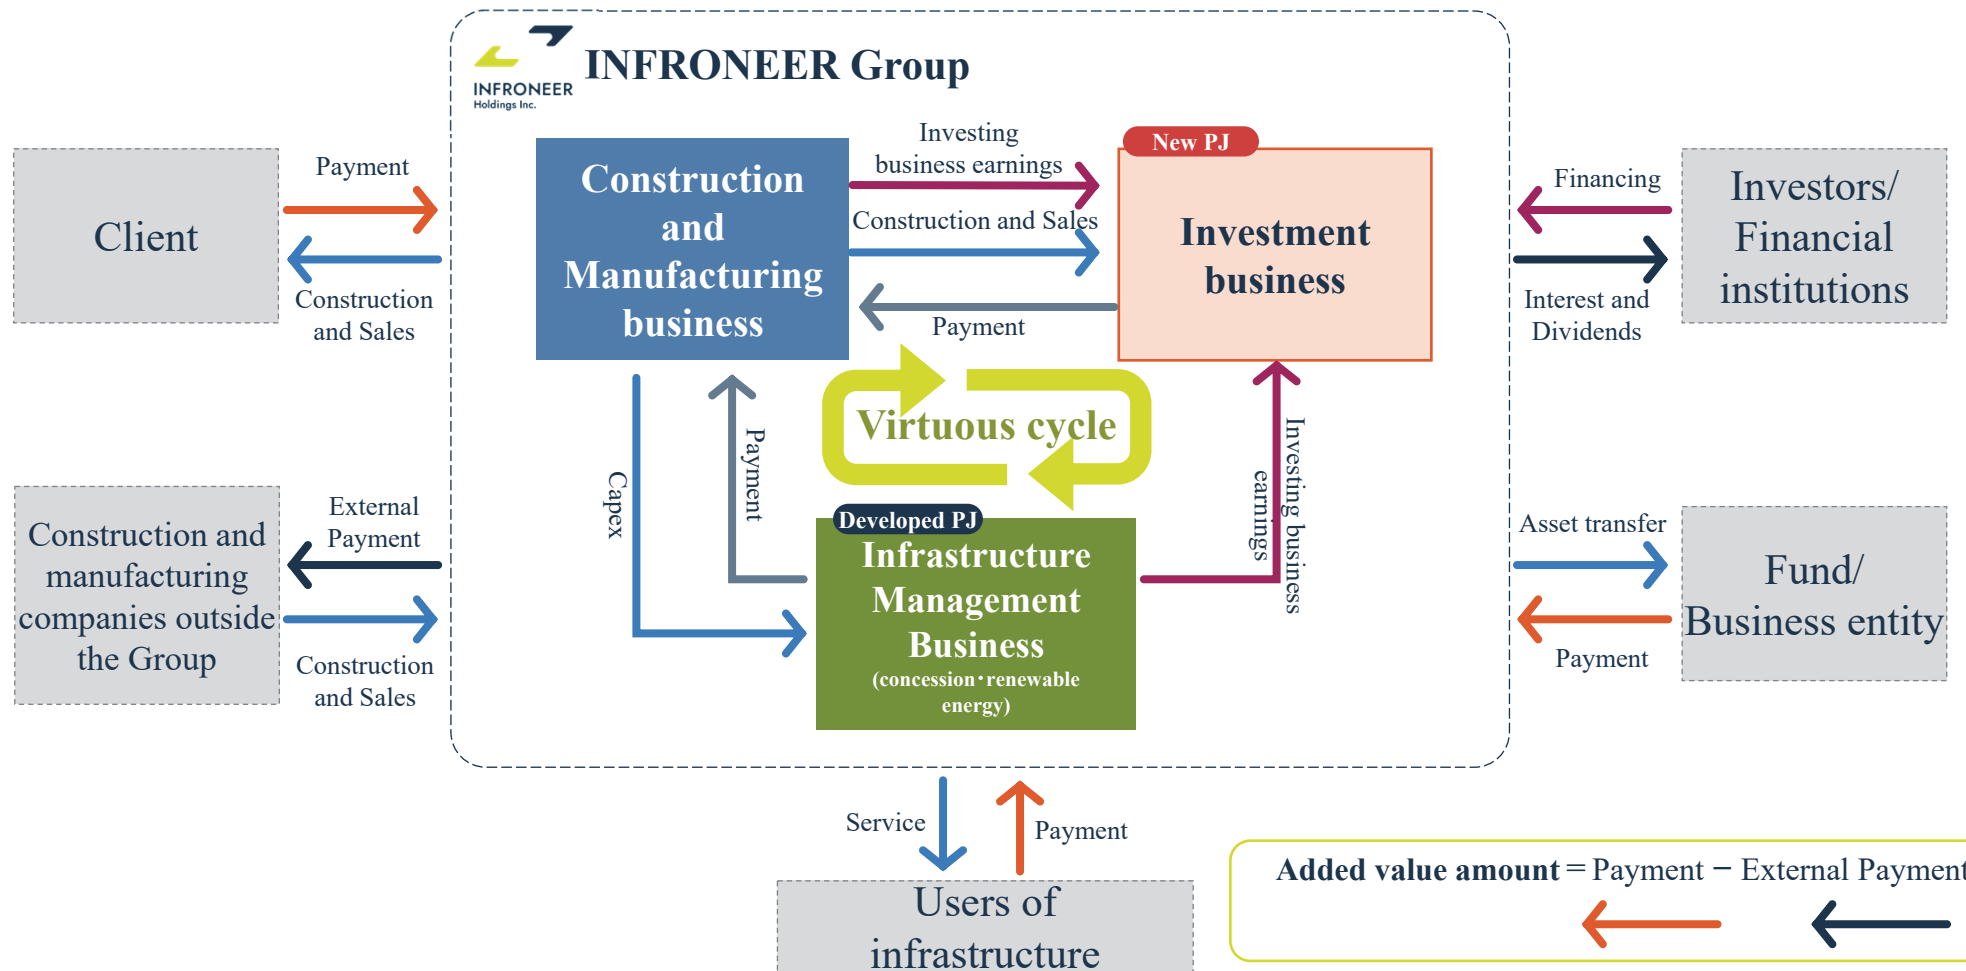 INFRONEER
Holdings Inc.
INFRONEER Group
Client
Payment
Construction
and Sales
Construction and
manufacturing
companies outside
the Group
External
Payment
Construction
and Sales
Construction
and
Manufacturing
business
Investing
business earnings
Construction and Sales
Payment
New PJ
Investment
business
Virtuous cycle
Capex
Payment
Investing business
earnings
Developed PJ
Infrastructure
Management
Business
(concession・renewable
energy)
Financing
Interest and
Dividends
Investors/
Financial
institutions
Asset transfer
Payment
Fund/
Business entity
Service
Payment
Users of
infrastructure
Added value amount = Payment − External Payment